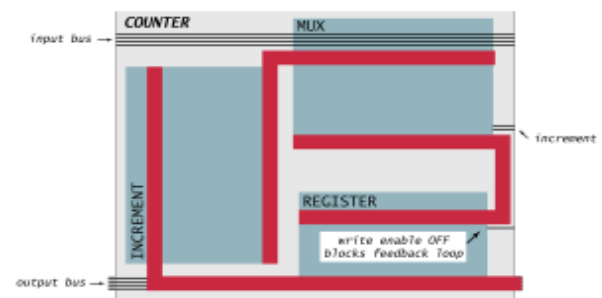 COUNTER
MUX
input bus
increment
INCREMENT
REGISTER
write enable OFF
blocks feedback loop
output bus